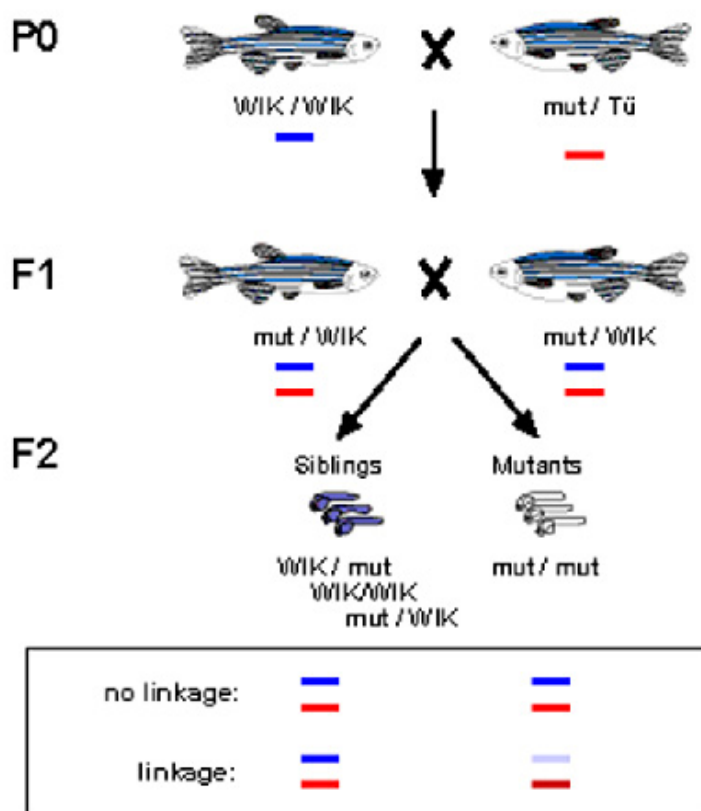 P0
X
WIK / WIK mut / Tü
F1
X
mut / WIK mut / WIK
F2
Siblings Mutants
WIK / mut mut / mut
WIK/WIK
mut / WIK
no linkage:
linkage: